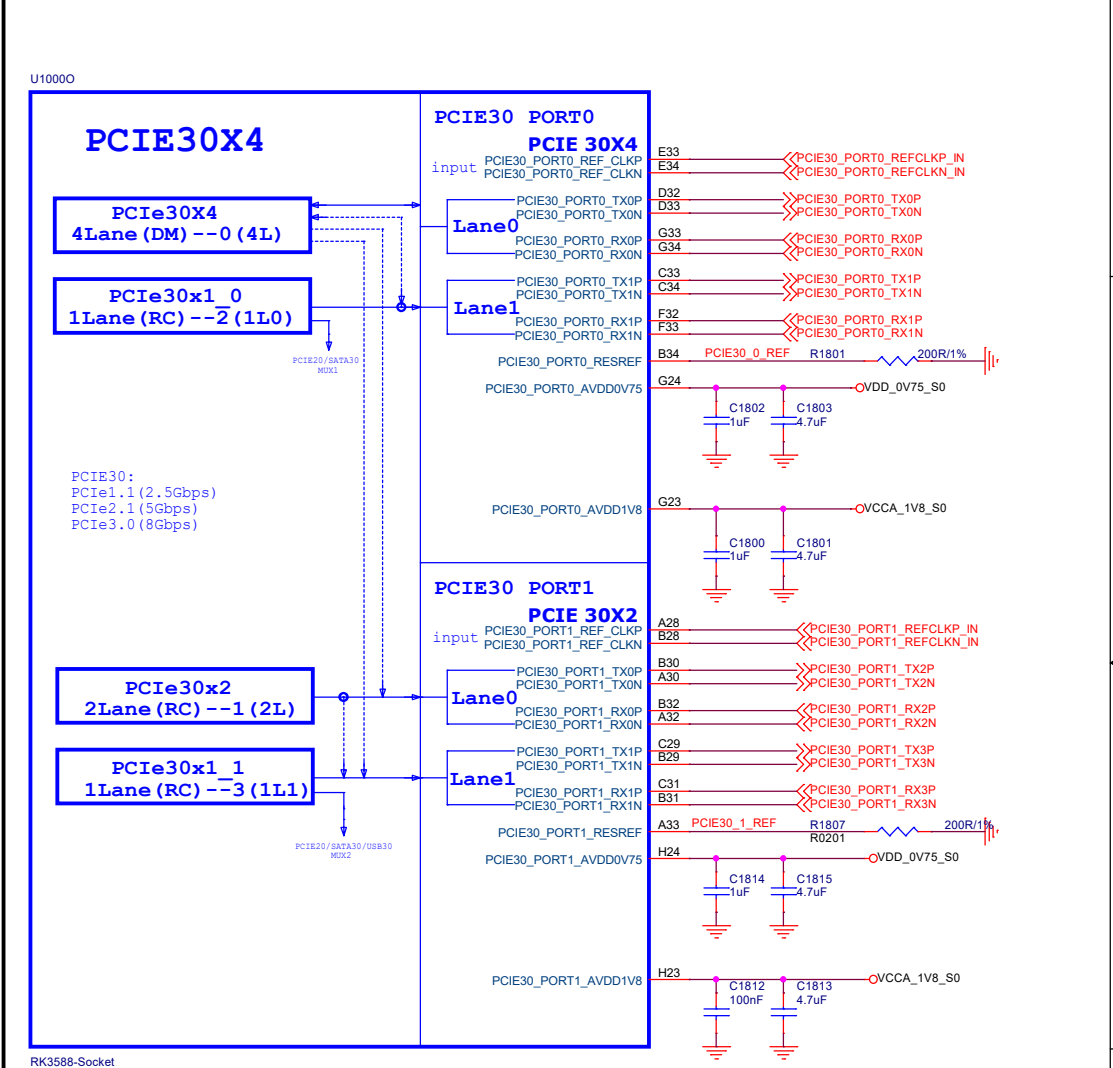 U1000O
PCIE30X4
PCIe30X4
4Lane(DM)--0(4L)
PCIe30x1_0
1Lane(RC)--2(1L0)
PCIE20/SATA30
MUX1
PCIE30:
PCIe1.1(2.5Gbps)
PCIe2.1(5Gbps)
PCIe3.0(8Gbps)
PCIe30x2
2Lane(RC)--1(2L)
PCIe30x1_1
1Lane(RC)--3(1L1)
PCIE20/SATA30/USB30
MUX2
PCIE30 PORT0
PCIE 30X4
input
PCIE30_PORT0_REF_CLKP E33 PCIE30_PORT0_REFCLKP_IN
PCIE30_PORT0_REF_CLKN E34 PCIE30_PORT0_REFCLKN_IN
Lane0
PCIE30_PORT0_TX0P D32 PCIE30_PORT0_TX0P
PCIE30_PORT0_TX0N D33 PCIE30_PORT0_TX0N
PCIE30_PORT0_RX0P G33 PCIE30_PORT0_RX0P
PCIE30_PORT0_RX0N G34 PCIE30_PORT0_RX0N
Lane1
PCIE30_PORT0_TX1P C33 PCIE30_PORT0_TX1P
PCIE30_PORT0_TX1N C34 PCIE30_PORT0_TX1N
PCIE30_PORT0_RX1P F32 PCIE30_PORT0_RX1P
PCIE30_PORT0_RX1N F33 PCIE30_PORT0_RX1N
PCIE30_PORT0_RESREF B34 PCIE30_0_REF R1801 200R/1%
PCIE30_PORT0_AVDD0V75 G24 VDD_0V75_S0
C1802 C1803
1uF 4.7uF
PCIE30_PORT0_AVDD1V8 G23 VCCA_1V8_S0
C1800 C1801
1uF 4.7uF
PCIE30 PORT1
PCIE 30X2
input
PCIE30_PORT1_REF_CLKP A28 PCIE30_PORT1_REFCLKP_IN
PCIE30_PORT1_REF_CLKN B28 PCIE30_PORT1_REFCLKN_IN
Lane0
PCIE30_PORT1_TX0P B30 PCIE30_PORT1_TX2P
PCIE30_PORT1_TX0N A30 PCIE30_PORT1_TX2N
PCIE30_PORT1_RX0P B32 PCIE30_PORT1_RX2P
PCIE30_PORT1_RX0N A32 PCIE30_PORT1_RX2N
Lane1
PCIE30_PORT1_TX1P C29 PCIE30_PORT1_TX3P
PCIE30_PORT1_TX1N B29 PCIE30_PORT1_TX3N
PCIE30_PORT1_RX1P C31 PCIE30_PORT1_RX3P
PCIE30_PORT1_RX1N B31 PCIE30_PORT1_RX3N
PCIE30_PORT1_RESREF A33 PCIE30_1_REF R1807 200R/1%
R0201
PCIE30_PORT1_AVDD0V75 H24 VDD_0V75_S0
C1814 C1815
1uF 4.7uF
PCIE30_PORT1_AVDD1V8 H23 VCCA_1V8_S0
C1812 C1813
100nF 4.7uF
RK3588-Socket